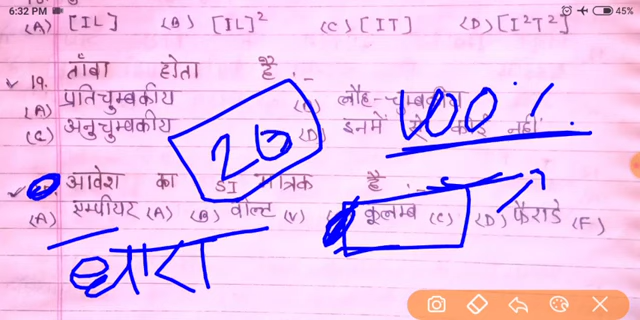 6:32 PM 45%
(A) [IL] (B) [IL]² (C) [IT] (D) [I²T²]
19. ताँबा होता है :-
(A) प्रतिचुम्बकीय (B) लौह-चुम्बकीय
(C) अनुचुम्बकीय (D) इनमें से कोई नहीं
100%
20
आवेश का SI मात्रक है :-
(A) एम्पीयर (A) (B) वोल्ट (V) कूलम्ब (C) (D) फैराडे (F)
धारा